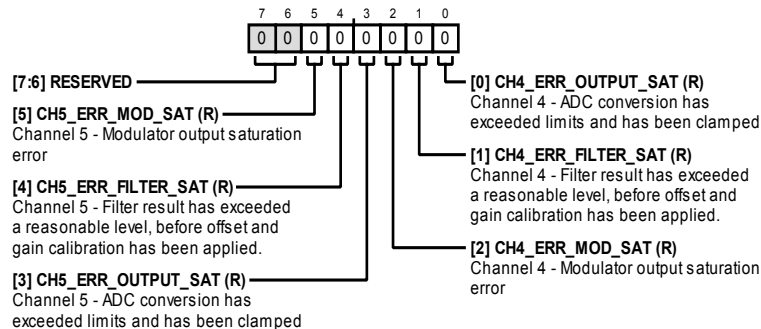 7 6 5 4 3 2 1 0
0 0 0 0 0 0 0 0
[7:6] RESERVED
[5] CH5_ERR_MOD_SAT (R)
Channel 5 - Modulator output saturation
error
[4] CH5_ERR_FILTER_SAT (R)
Channel 5 - Filter result has exceeded
a reasonable level, before offset and
gain calibration has been applied.
[3] CH5_ERR_OUTPUT_SAT (R)
Channel 5 - ADC conversion has
exceeded limits and has been clamped
[0] CH4_ERR_OUTPUT_SAT (R)
Channel 4 - ADC conversion has
exceeded limits and has been clamped
[1] CH4_ERR_FILTER_SAT (R)
Channel 4 - Filter result has exceeded
a reasonable level, before offset and
gain calibration has been applied.
[2] CH4_ERR_MOD_SAT (R)
Channel 4 - Modulator output saturation
error